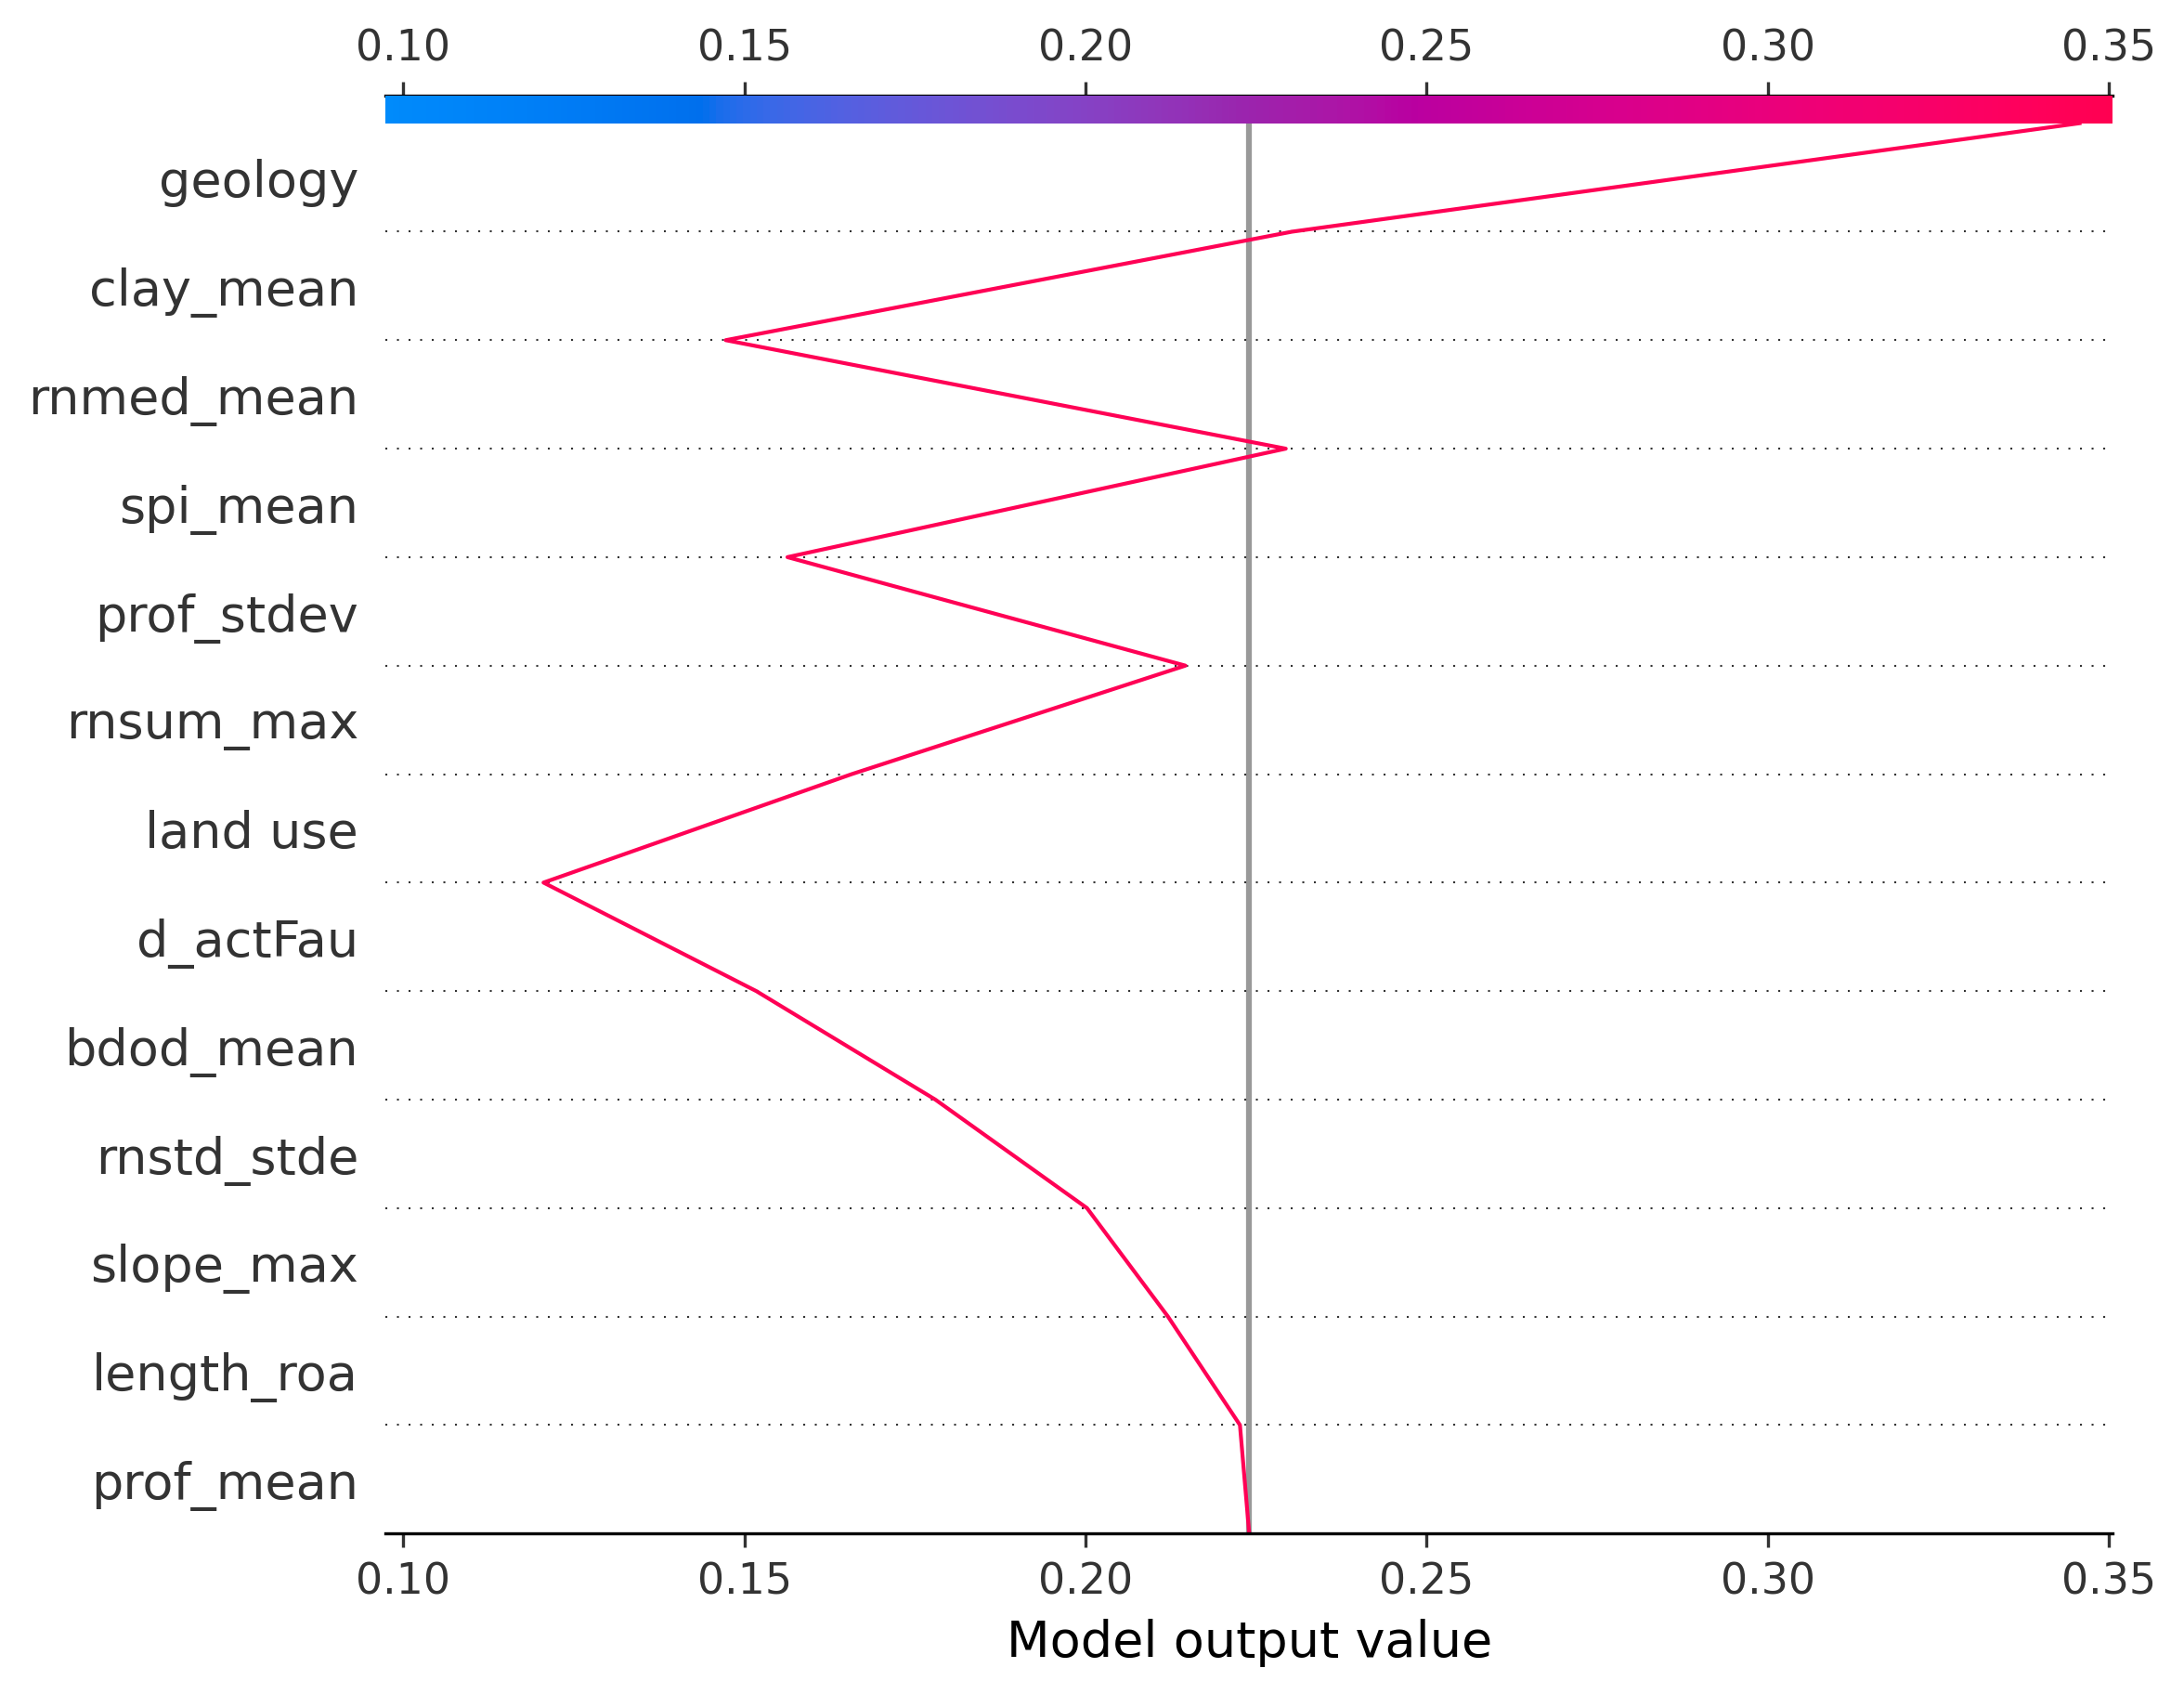 0.10 0.15 0.20 0.25 0.30 0.35
geology
clay_mean
rnmed_mean
spi_mean
prof_stdev
rnsum_max
land use
d_actFau
bdod_mean
rnstd_stde
slope_max
length_roa
prof_mean
0.10 0.15 0.20 0.25 0.30 0.35
Model output value